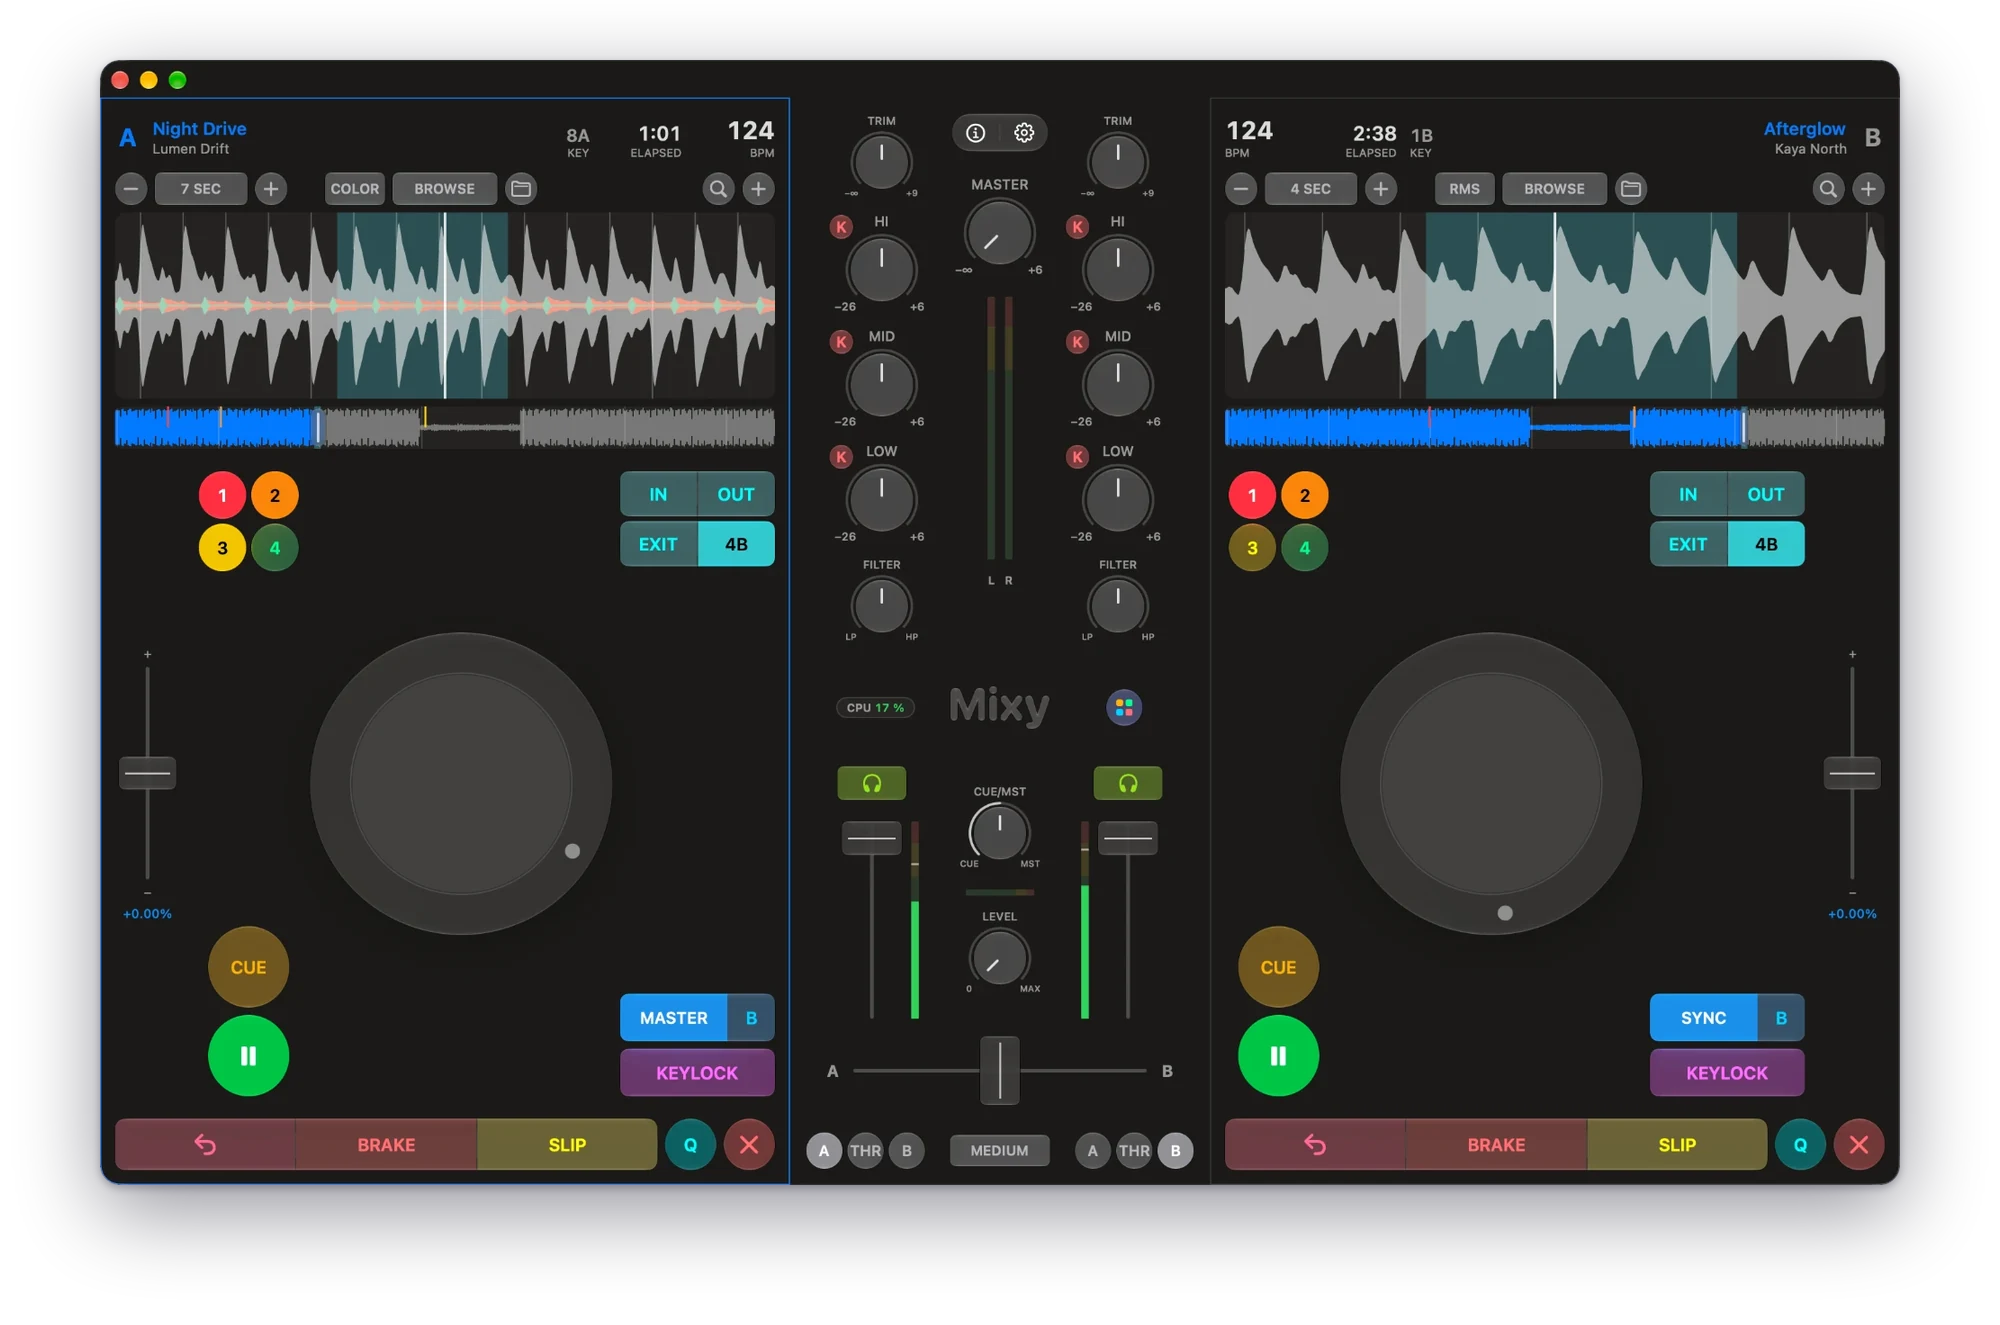 A
Night Drive
Lumen Drift
8A
KEY
1:01
ELAPSED
124
BPM
7 SEC
COLOR
BROWSE
1
2
3
4
IN
OUT
EXIT
4B
+
−
+0.00%
CUE
MASTER
B
KEYLOCK
BRAKE
SLIP
Q
TRIM
−∞
+9
K
HI
−26
+6
K
MID
−26
+6
K
LOW
−26
+6
FILTER
LP
HP
MASTER
−∞
+6
L R
TRIM
−∞
+9
K
HI
−26
+6
K
MID
−26
+6
K
LOW
−26
+6
FILTER
LP
HP
CPU 17 %
Mixy
CUE/MST
CUE
MST
LEVEL
0
MAX
A
B
A
THR
B
MEDIUM
A
THR
B
124
BPM
2:38
ELAPSED
1B
KEY
Afterglow
Kaya North
B
4 SEC
RMS
BROWSE
1
2
3
4
IN
OUT
EXIT
4B
+
−
+0.00%
CUE
SYNC
B
KEYLOCK
BRAKE
SLIP
Q